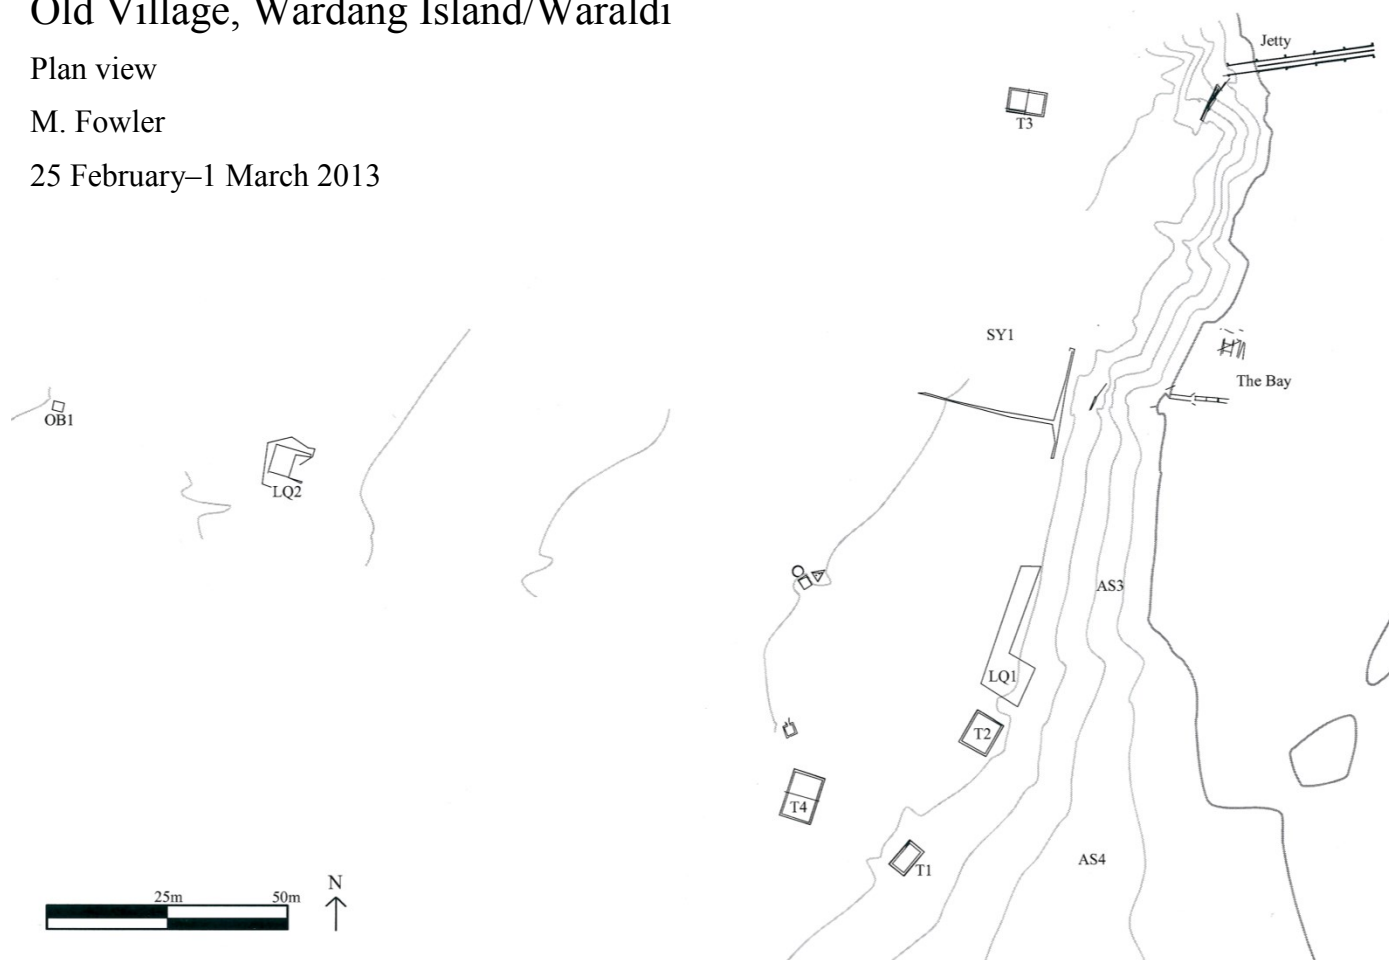 Old Village, Wardang Island/Waraldi
Plan view
M. Fowler
25 February–1 March 2013
Jetty
T3
SY1
The Bay
OB1
LQ2
AS3
LQ1
T2
T4
AS4
T1
25m
50m
N